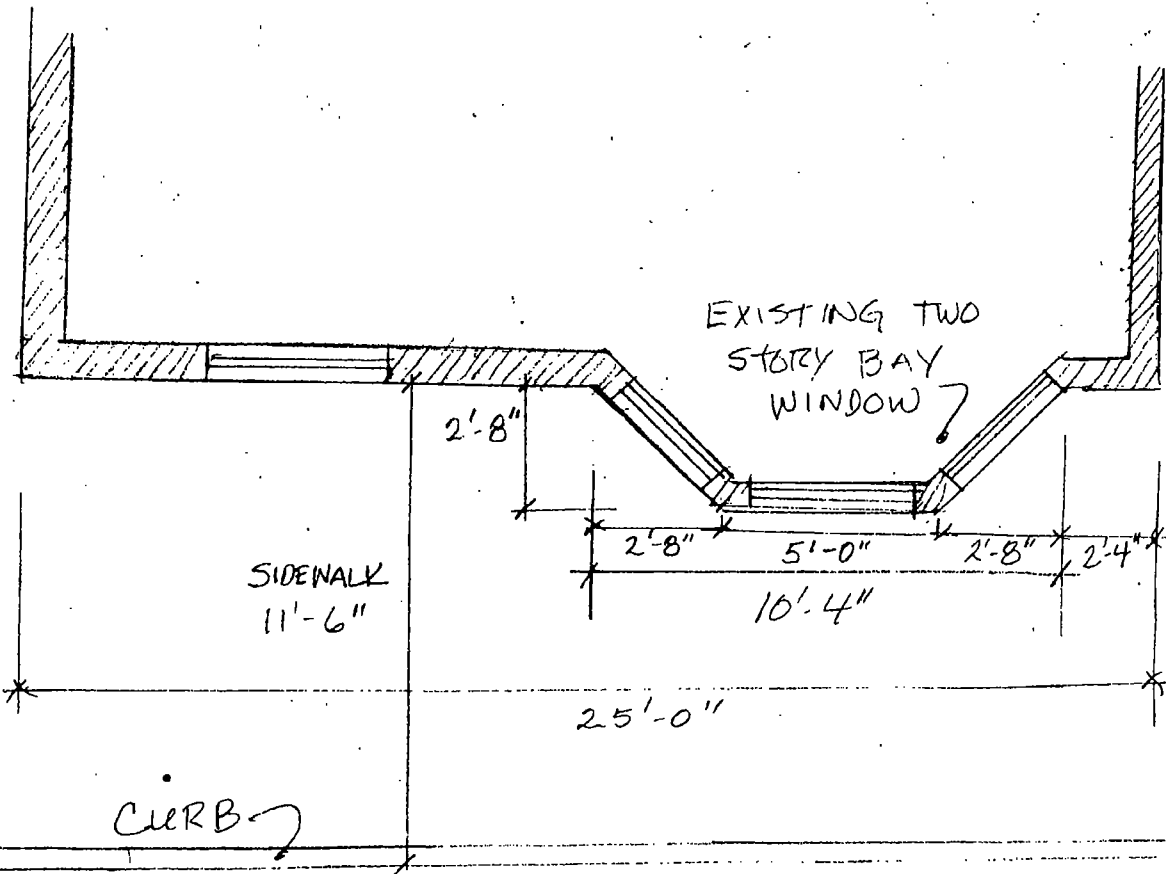 EXISTING TWO
STORY BAY
WINDOW
2'-8"
2'-8"
5'-0"
2'-8"
2'-4"
10'-4"
SIDEWALK
11'-6"
25'-0"
CURB